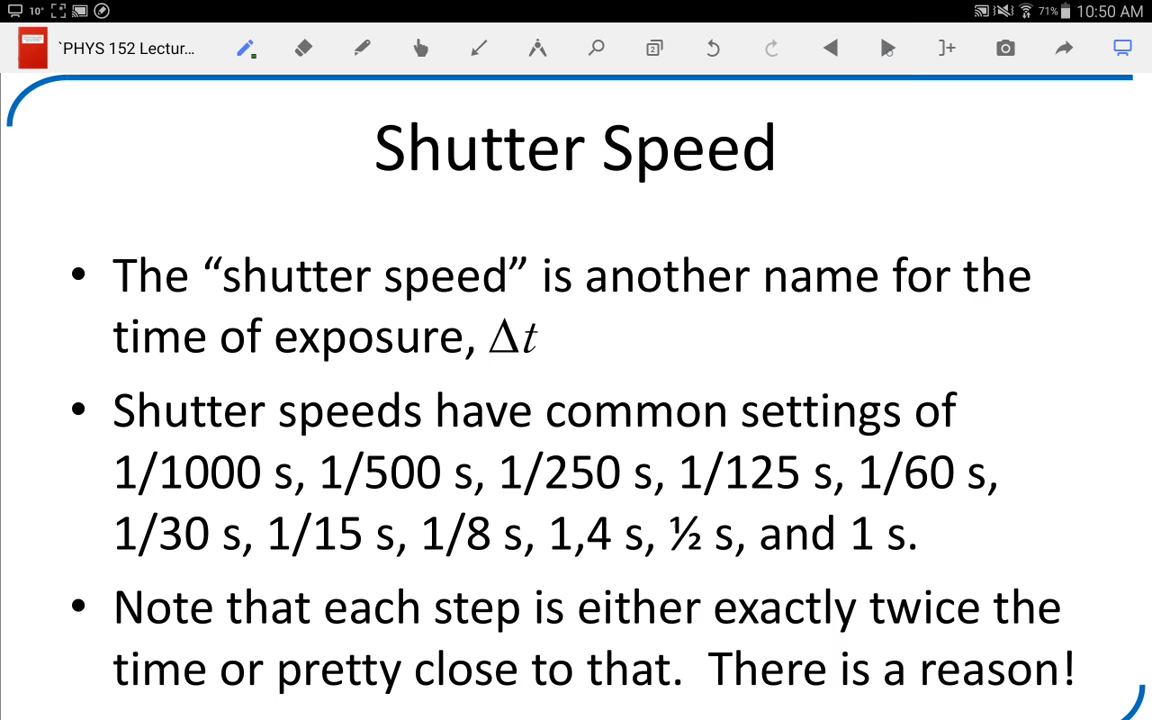 10°
71%
10:50 AM
`PHYS 152 Lectur...
2
]+
Shutter Speed
• The “shutter speed” is another name for the
time of exposure, Δt
• Shutter speeds have common settings of
1/1000 s, 1/500 s, 1/250 s, 1/125 s, 1/60 s,
1/30 s, 1/15 s, 1/8 s, 1,4 s, ½ s, and 1 s.
• Note that each step is either exactly twice the
time or pretty close to that.  There is a reason!